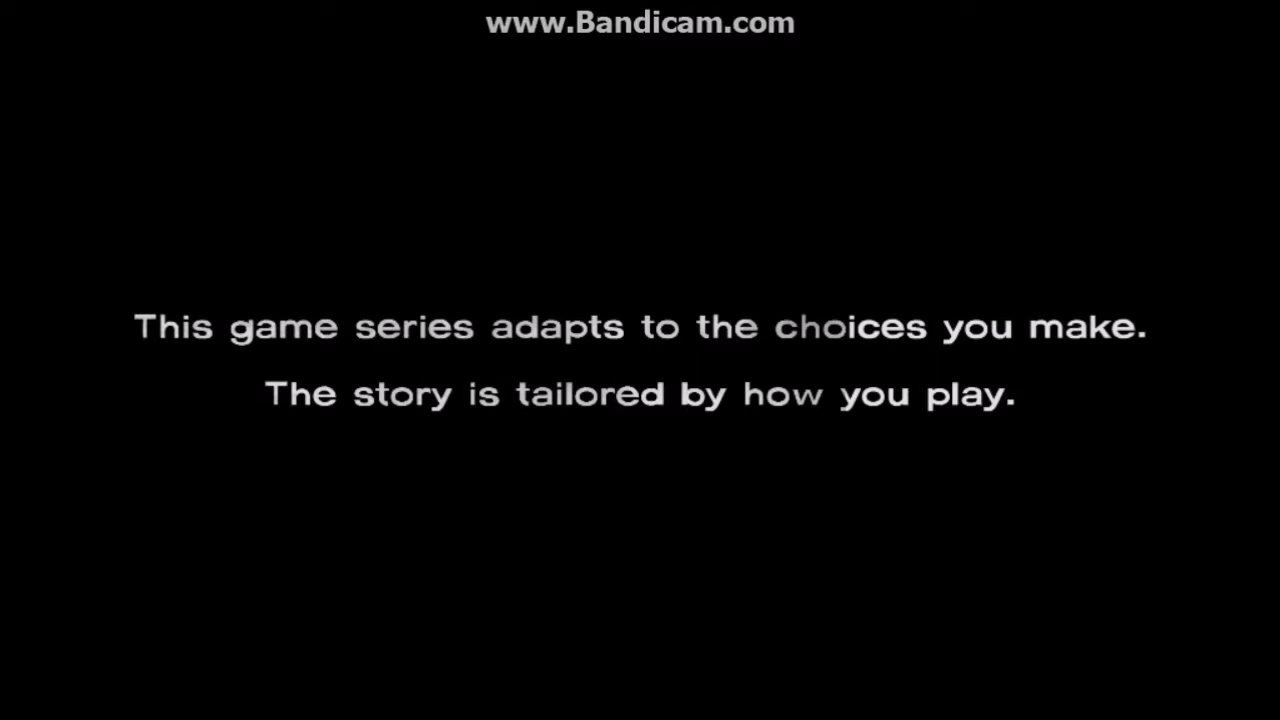 www.Bandicam.com
This game series adapts to the choices you make.
The story is tailored by how you play.